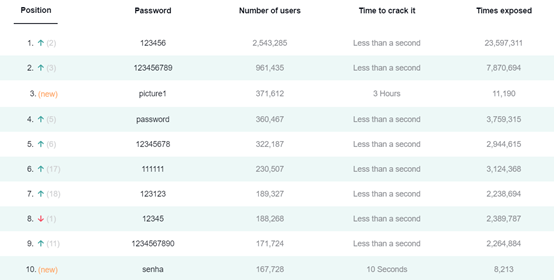 Position Password Number of users Time to crack it Times exposed
1. ↑ (2) 123456 2,543,285 Less than a second 23,597,311
2. ↑ (3) 123456789 961,435 Less than a second 7,870,694
3. (new) picture1 371,612 3 Hours 11,190
4. ↑ (5) password 360,467 Less than a second 3,759,315
5. ↑ (6) 12345678 322,187 Less than a second 2,944,615
6. ↑ (17) 111111 230,507 Less than a second 3,124,368
7. ↑ (18) 123123 189,327 Less than a second 2,238,694
8. ↓ (1) 12345 188,268 Less than a second 2,389,787
9. ↑ (11) 1234567890 171,724 Less than a second 2,264,884
10. (new) senha 167,728 10 Seconds 8,213